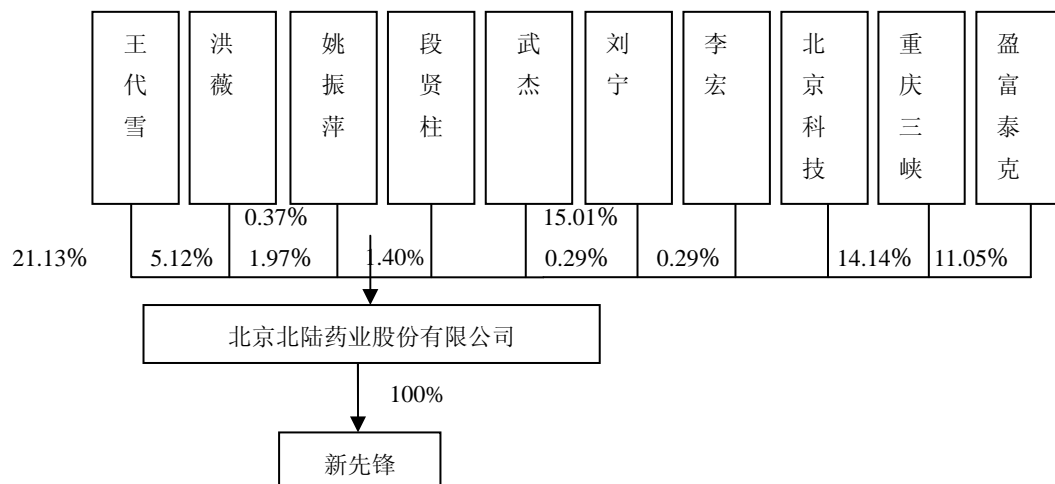 王代雪
洪薇
姚振萍
段贤柱
武杰
刘宁
李宏
北京科技
重庆三峡
盈富泰克
0.37%
15.01%
21.13%
5.12%
1.97%
1.40%
0.29%
0.29%
14.14%
11.05%
北京北陆药业股份有限公司
100%
新先锋